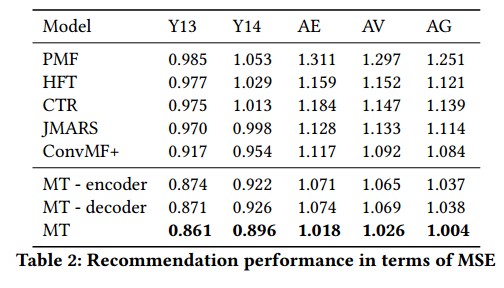 Model Y13 Y14 AE AV AG
PMF 0.985 1.053 1.311 1.297 1.251
HFT 0.977 1.029 1.159 1.152 1.121
CTR 0.975 1.013 1.184 1.147 1.139
JMARS 0.970 0.998 1.128 1.133 1.114
ConvMF+ 0.917 0.954 1.117 1.092 1.084
MT - encoder 0.874 0.922 1.071 1.065 1.037
MT - decoder 0.871 0.926 1.074 1.069 1.038
MT 0.861 0.896 1.018 1.026 1.004
Table 2: Recommendation performance in terms of MSE